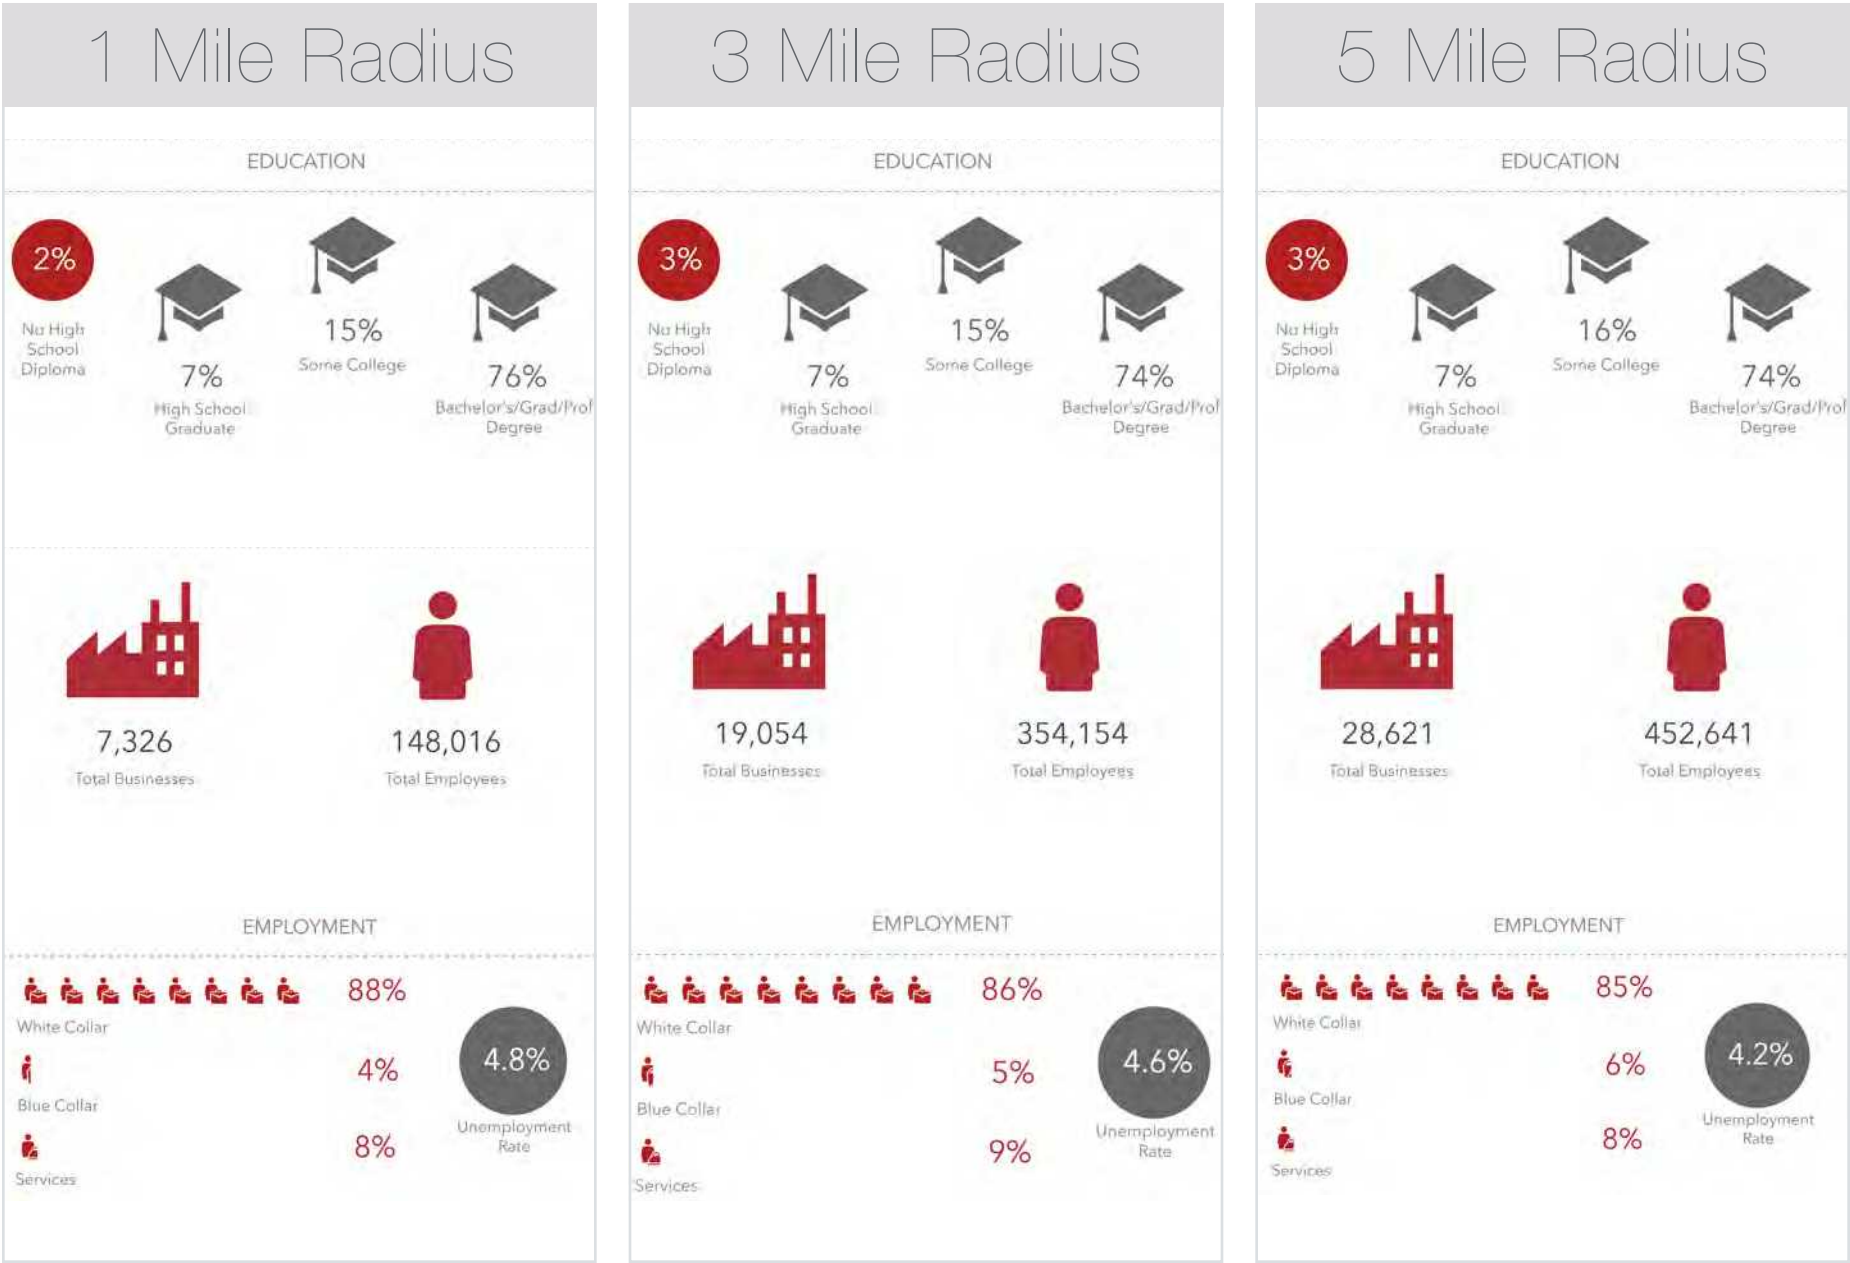 1 Mile Radius
EDUCATION
2%
No High
School
Diploma
7%
High School
Graduate
15%
Some College
76%
Bachelor's/Grad/Prof
Degree
7,326
Total Businesses
148,016
Total Employees
EMPLOYMENT
88%
White Collar
4%
Blue Collar
8%
Services
4.8%
Unemployment
Rate
3 Mile Radius
EDUCATION
3%
No High
School
Diploma
7%
High School
Graduate
15%
Some College
74%
Bachelor's/Grad/Prof
Degree
19,054
Total Businesses
354,154
Total Employees
EMPLOYMENT
86%
White Collar
5%
Blue Collar
9%
Services
4.6%
Unemployment
Rate
5 Mile Radius
EDUCATION
3%
No High
School
Diploma
7%
High School
Graduate
16%
Some College
74%
Bachelor's/Grad/Prof
Degree
28,621
Total Businesses
452,641
Total Employees
EMPLOYMENT
85%
White Collar
6%
Blue Collar
8%
Services
4.2%
Unemployment
Rate